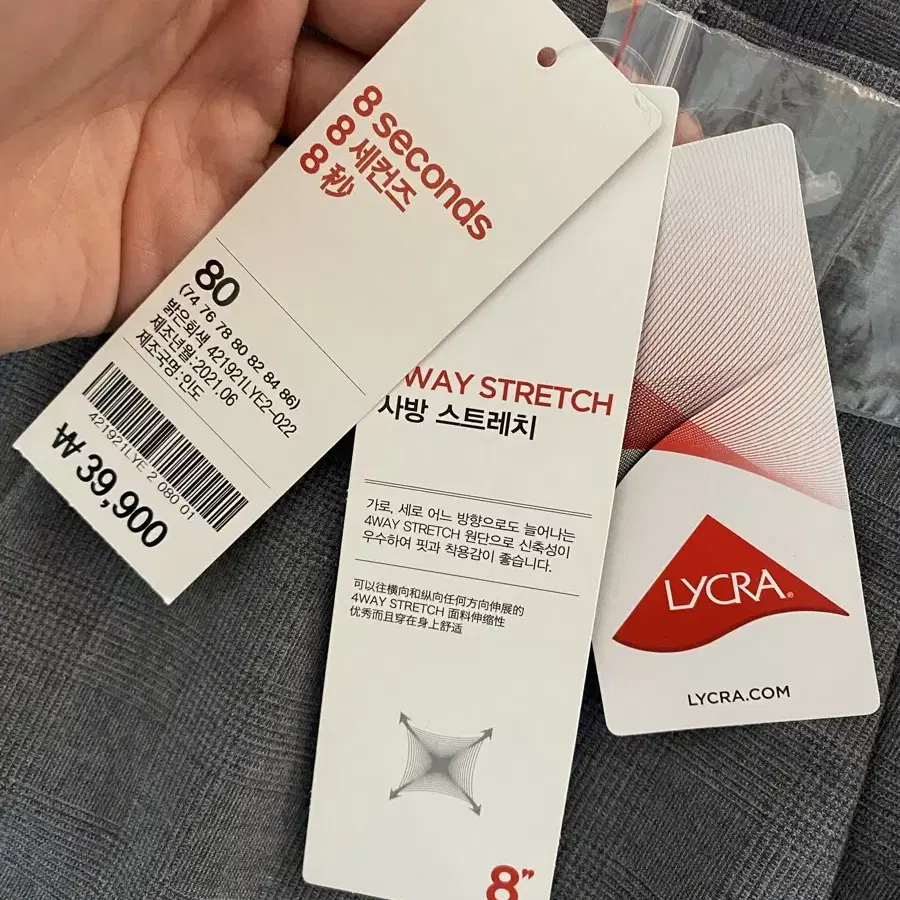 8 seconds
8 세컨즈
8 秒
80
(74 76 78 80 82 84 86)
밝은회색 421921LYE2-022
제조년월:2021.06
제조국명:인도
421921LYE 2 080 01
₩39,900
WAY STRETCH
사방 스트레치
가로, 세로 어느 방향으로도 늘어나는
4WAY STRETCH 원단으로 신축성이
우수하여 핏과 착용감이 좋습니다.
可以往横向和纵向任何方向伸展的
4WAY STRETCH 面料伸缩性
优秀而且穿在身上舒适
8”
LYCRA®
LYCRA.COM